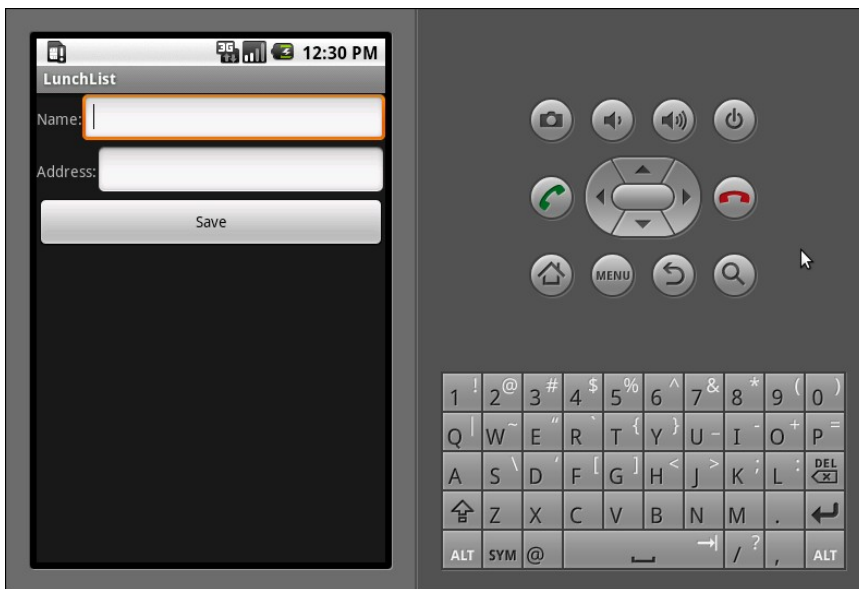 3G 12:30 PM
LunchList
Name:
Address:
Save
MENU
1 ! 2 @ 3 # 4 $ 5 % 6 ^ 7 & 8 * 9 ( 0 )
Q | W ~ E " R ` T { Y } U _ I - O + P =
A S \ D ' F [ G ] H < J > K ; L : DEL
Z X C V B N M .
ALT SYM @ / ? , ALT